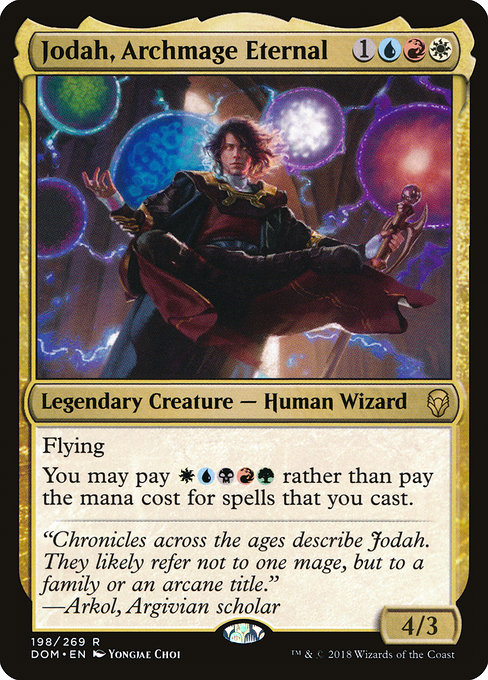 Jodah, Archmage Eternal 1
Legendary Creature — Human Wizard
Flying
You may pay rather than pay
the mana cost for spells that you cast.
“Chronicles across the ages describe Jodah.
They likely refer not to one mage, but to a
family or an arcane title.”
—Arkol, Argivian scholar
4/3
198/269 R
DOM • EN Yongjae Choi
™ & © 2018 Wizards of the Coast